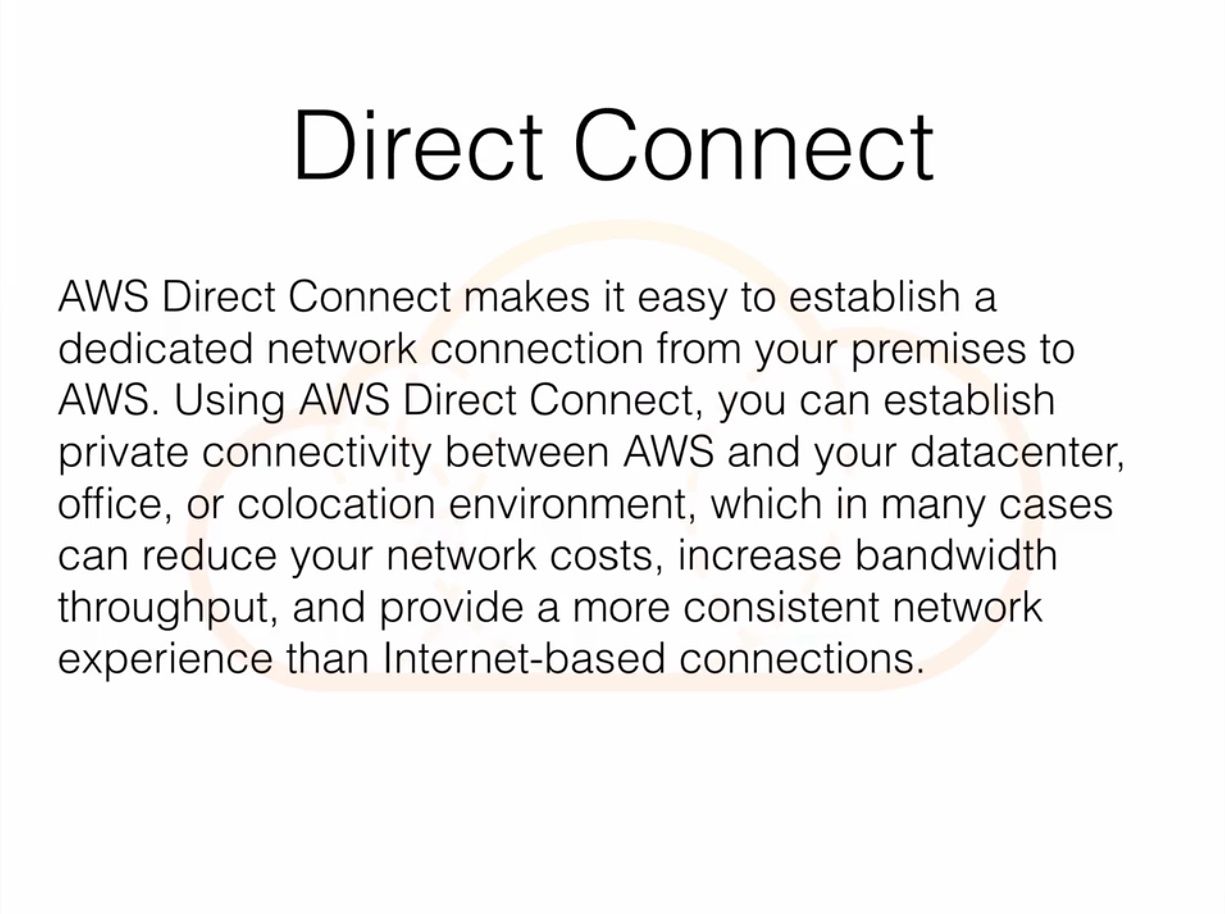 Direct Connect
AWS Direct Connect makes it easy to establish a
dedicated network connection from your premises to
AWS. Using AWS Direct Connect, you can establish
private connectivity between AWS and your datacenter,
office, or colocation environment, which in many cases
can reduce your network costs, increase bandwidth
throughput, and provide a more consistent network
experience than Internet-based connections.